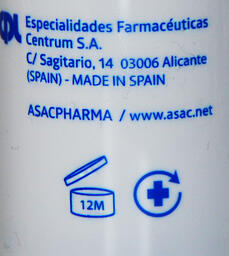 Especialidades Farmacéuticas
Centrum S.A.
C/ Sagitario, 14 03006 Alicante
(SPAIN) - MADE IN SPAIN
ASACPHARMA / www.asac.net
12M